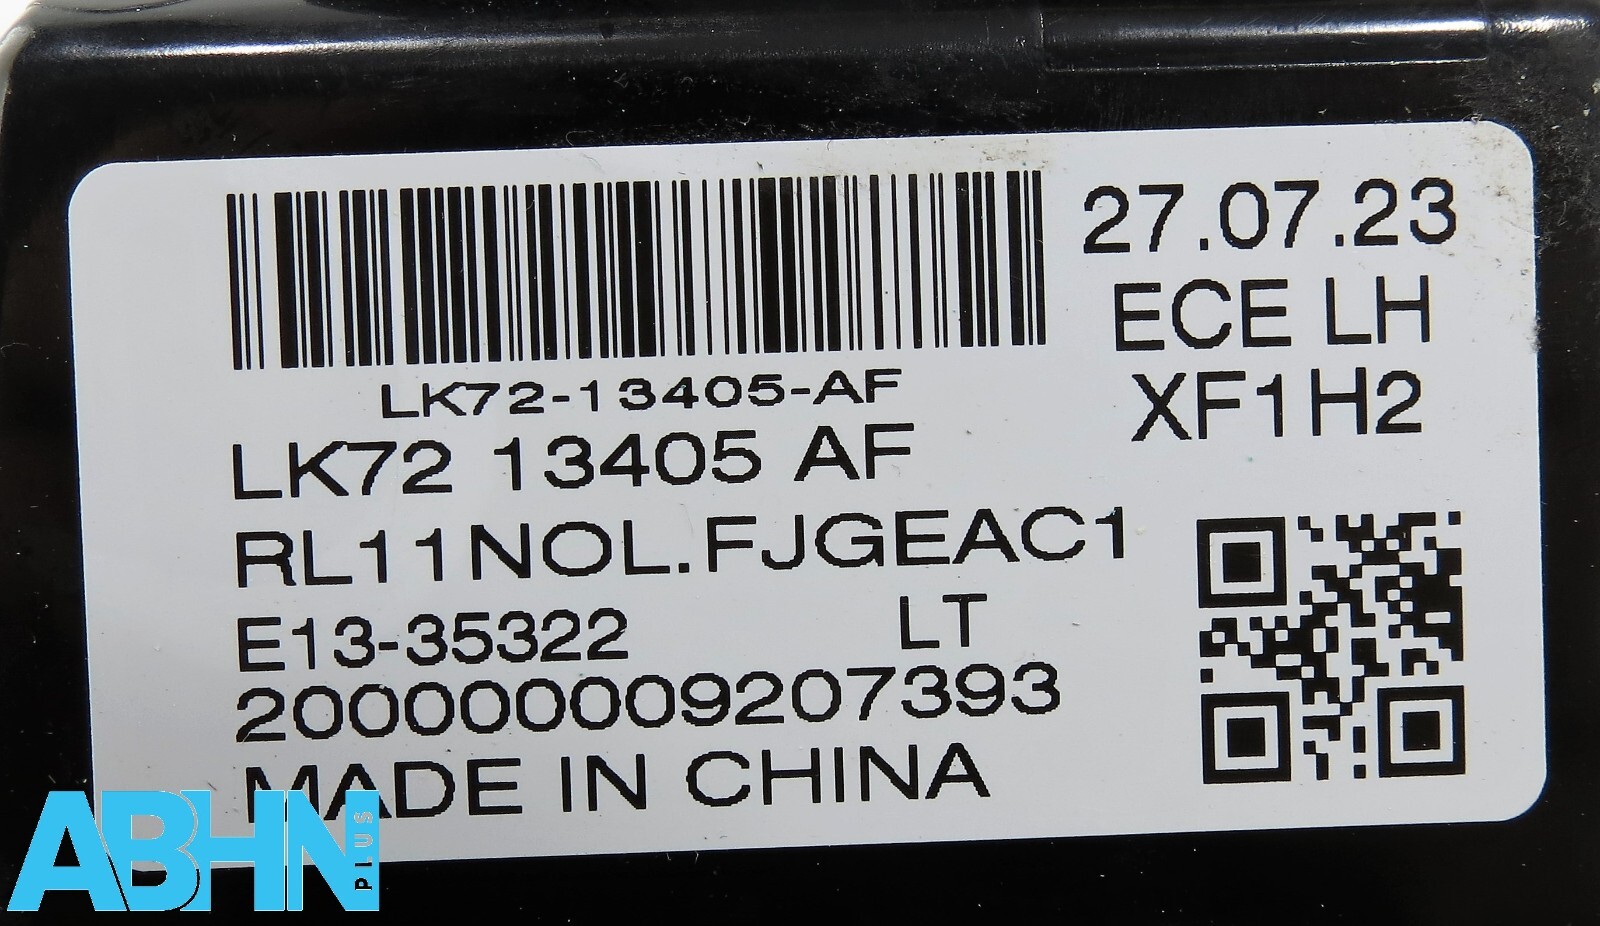 27.07.23
ECE LH
XF1H2
LK72-13405-AF
LK72 13405 AF
RL11NOL.FJGEAC1
E13-35322 LT
2000000009207393
MADE IN CHINA
ABHN PLUS